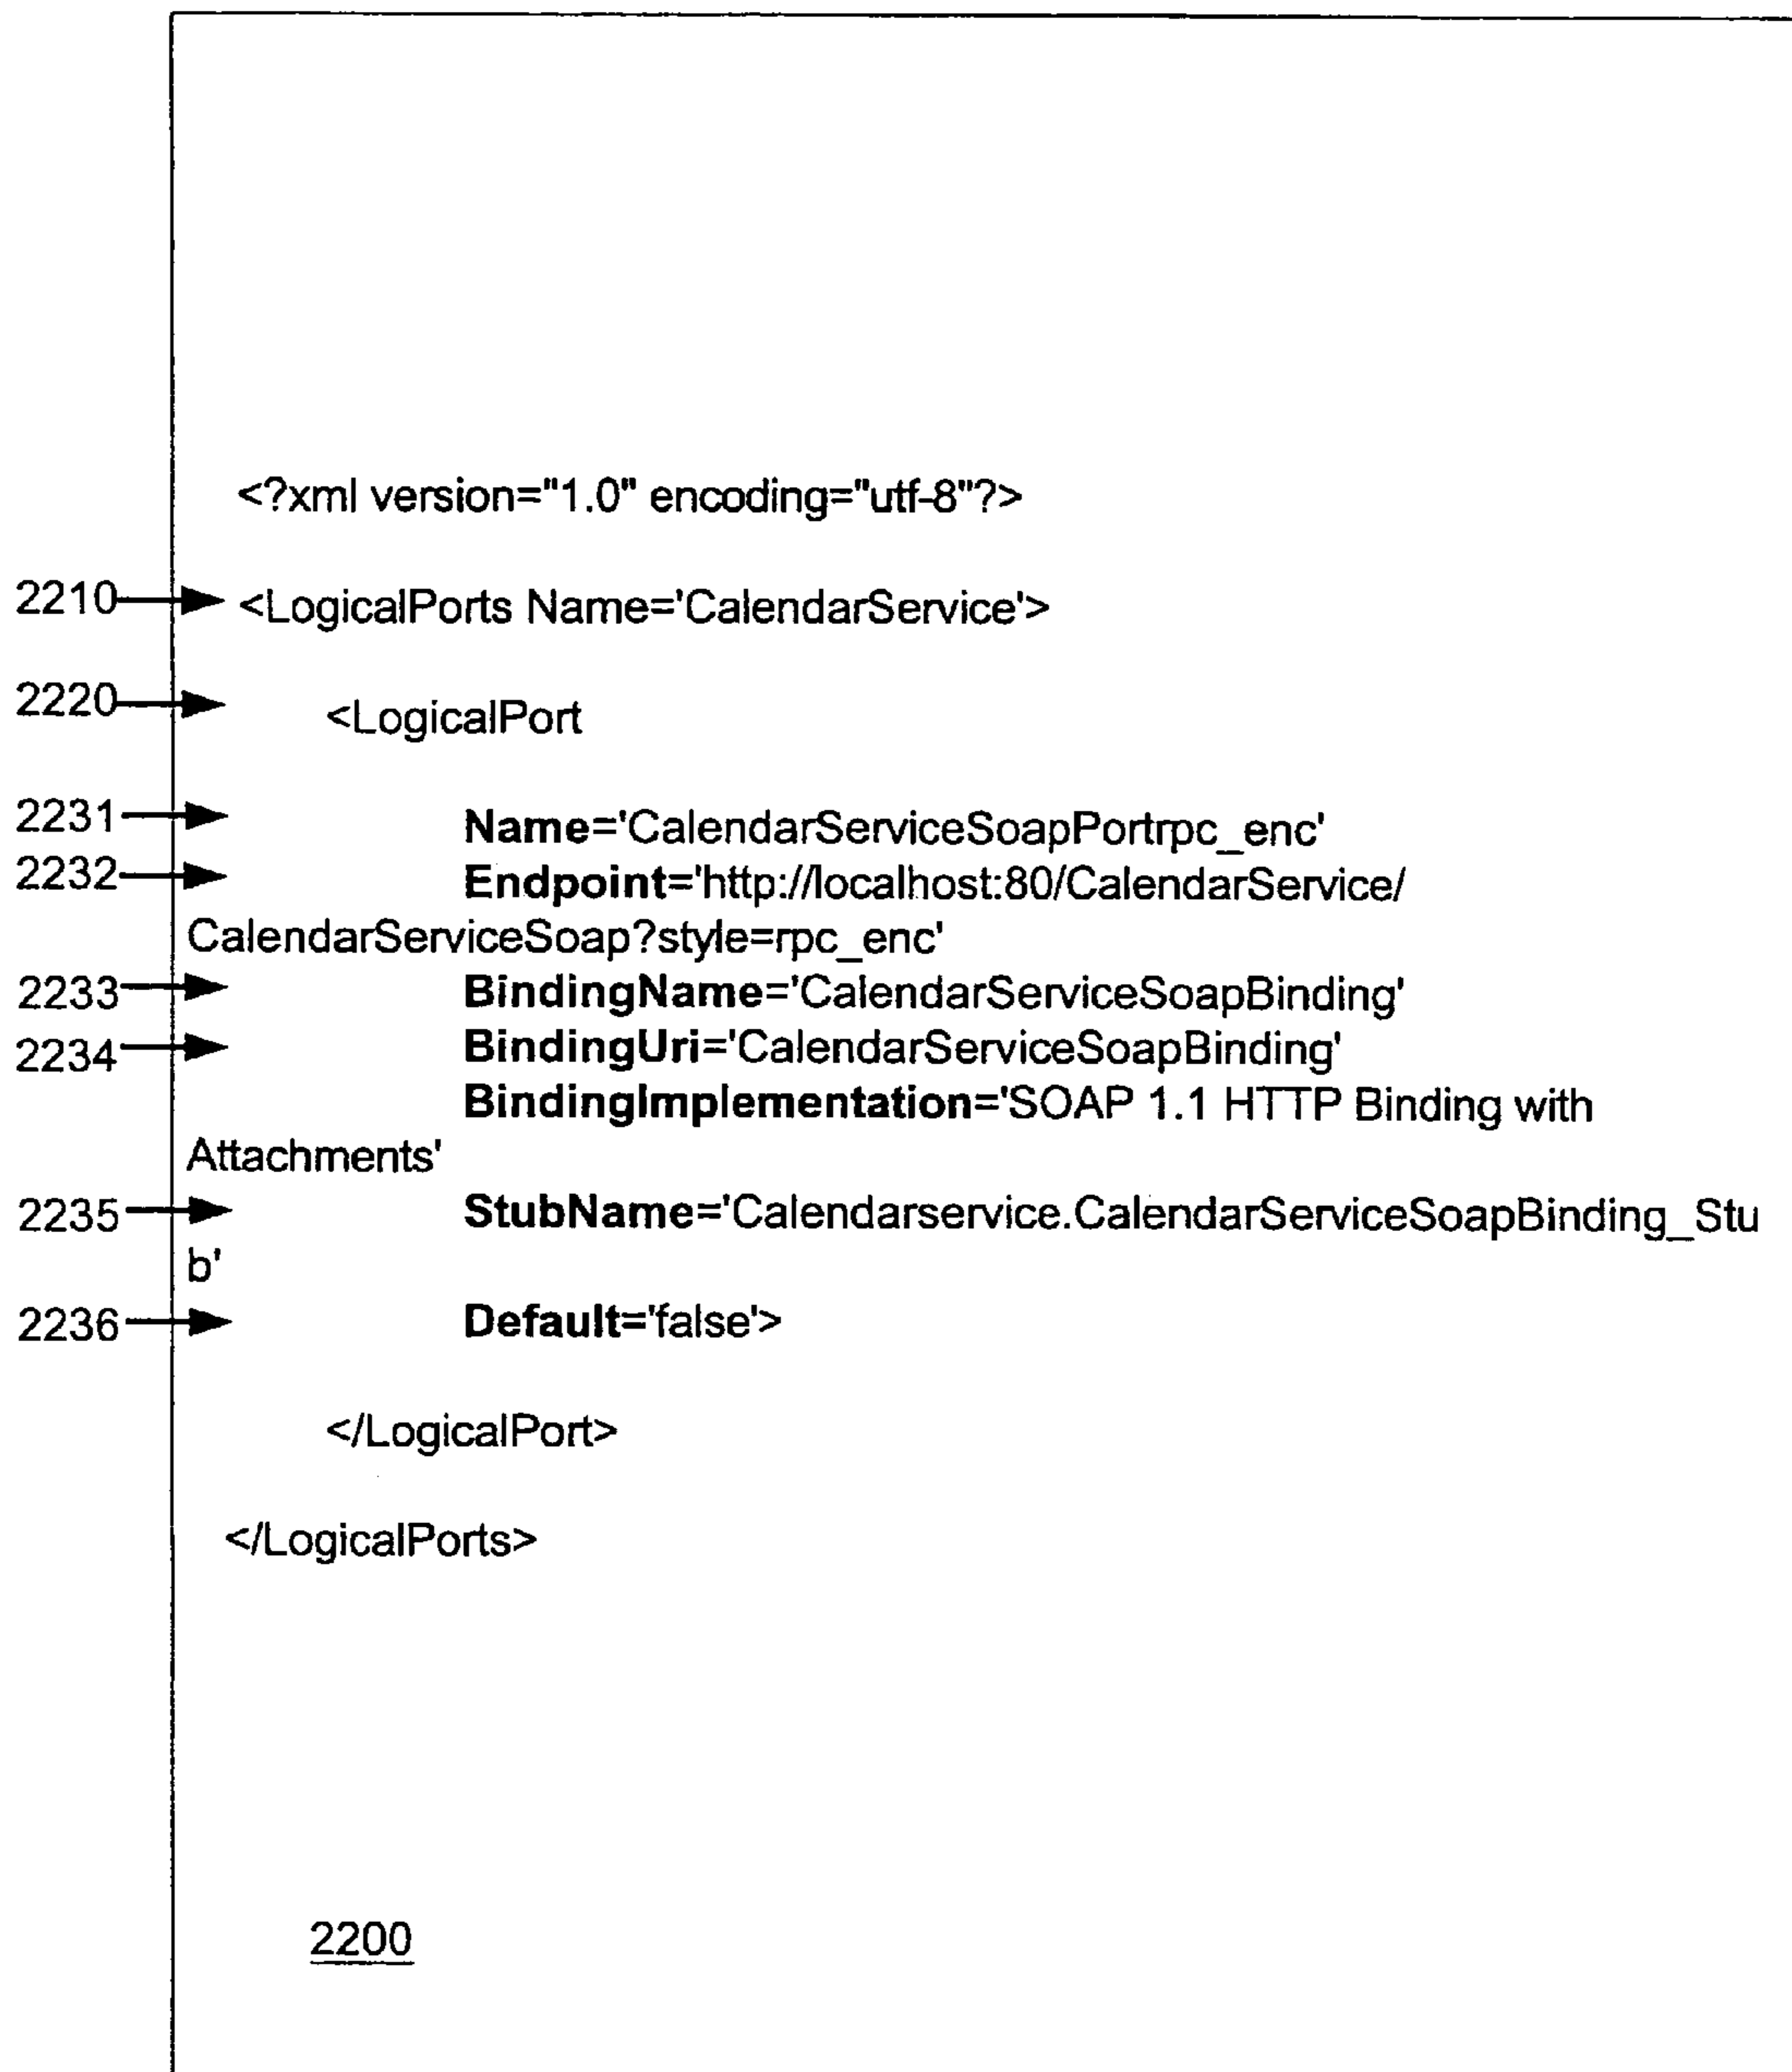 <?xml version="1.0" encoding="utf-8"?>
2210 <LogicalPorts Name='CalendarService'>
2220 <LogicalPort
2231 Name='CalendarServiceSoapPortrpc_enc'
2232 Endpoint='http://localhost:80/CalendarService/
CalendarServiceSoap?style=rpc_enc'
2233 BindingName='CalendarServiceSoapBinding'
2234 BindingUri='CalendarServiceSoapBinding'
BindingImplementation='SOAP 1.1 HTTP Binding with
Attachments'
2235 StubName='Calendarservice.CalendarServiceSoapBinding_Stu
b'
2236 Default='false'>
</LogicalPort>
</LogicalPorts>
2200